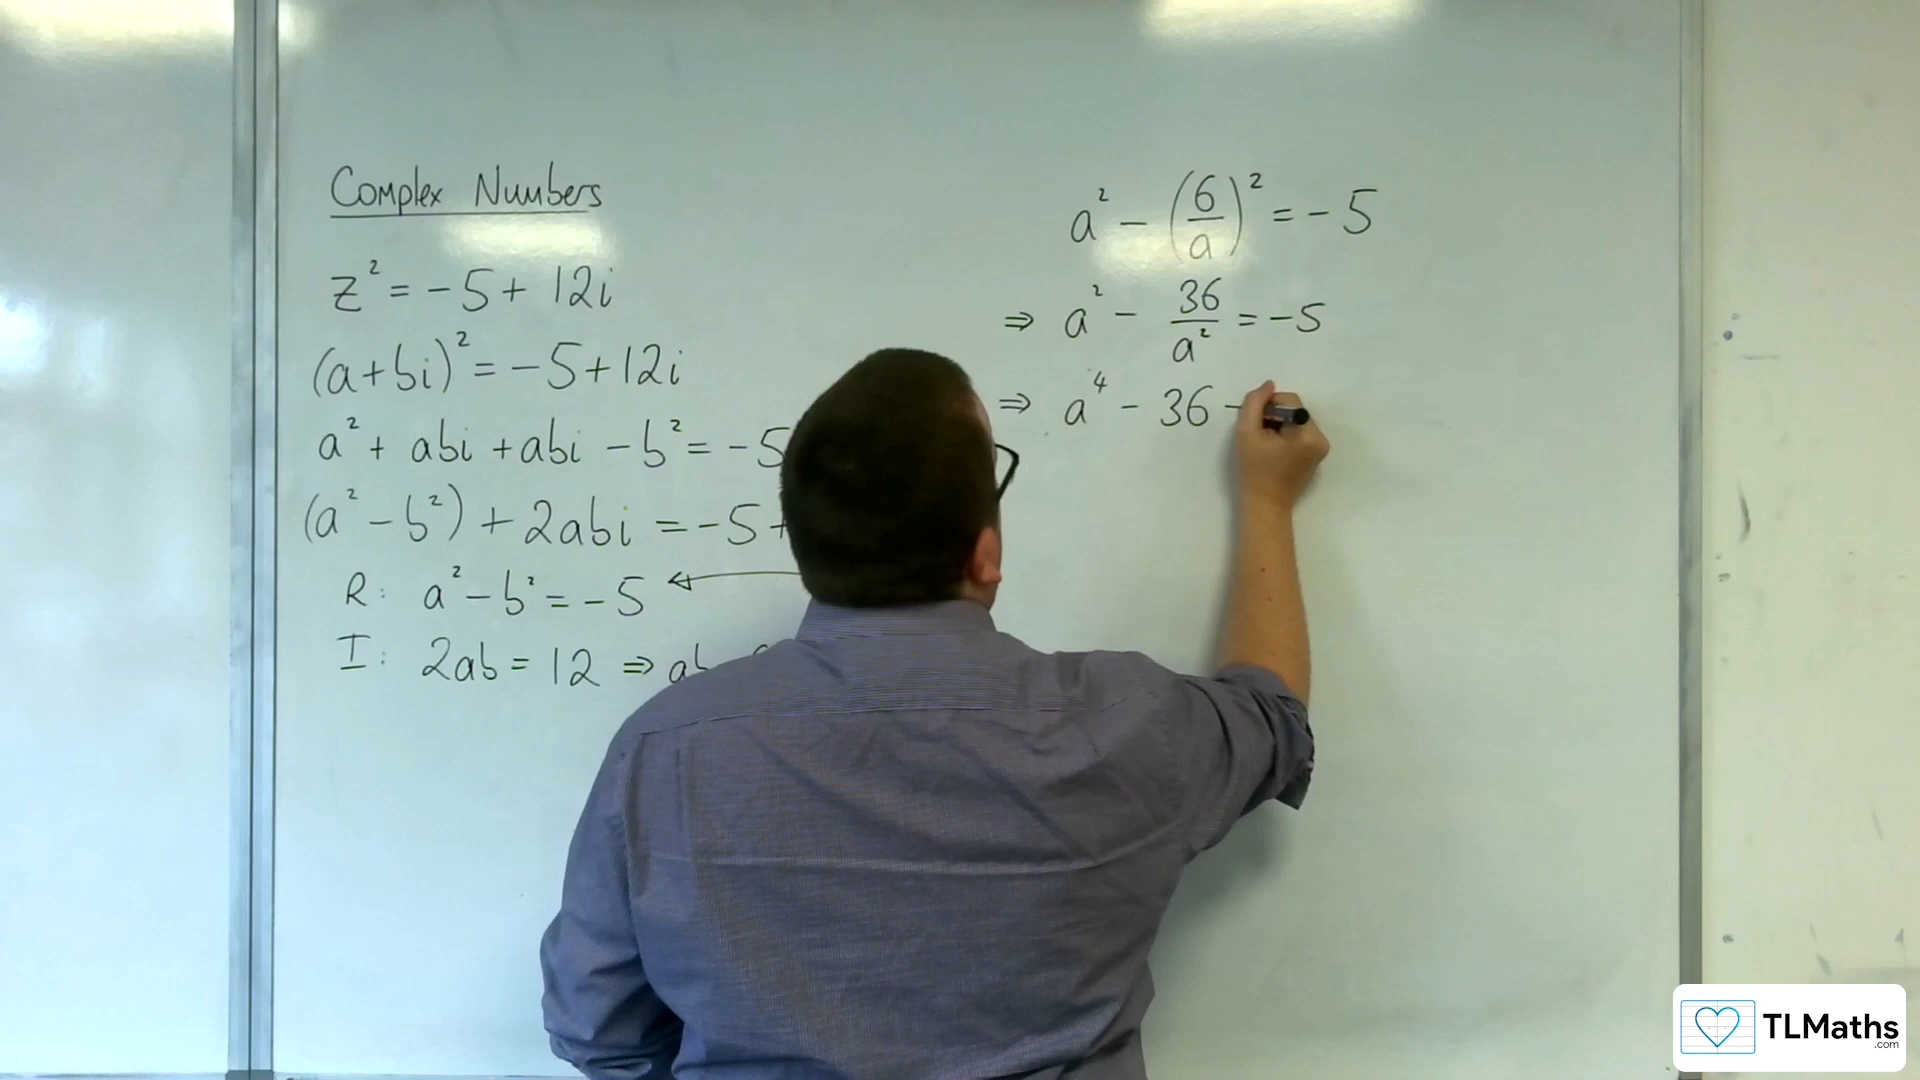 Complex Numbers
z² = -5 + 12i
(a+bi)² = -5+12i
a² + abi + abi - b² = -5
(a² - b²) + 2abi = -5 +
R: a² - b² = -5 ←
I: 2ab = 12 ⇒ ab
a² - (6/a)² = -5
⇒ a² - 36/a² = -5
⇒ a⁴ - 36
TLMaths
.com